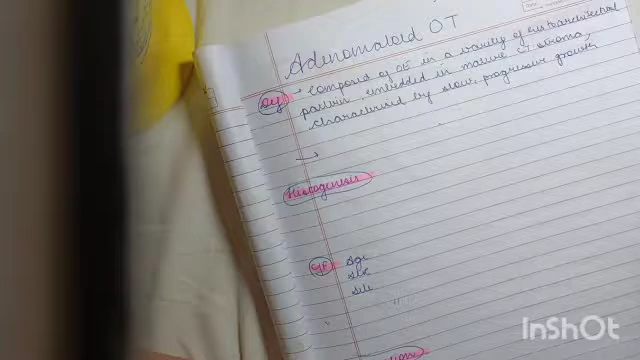 Adenomatoid OT
Def - Composed of OE in a variety of histoarchitectural
pattern, embedded in mature CT stroma,
characterised by slow, progressive growth
→
Histogenesis
C/F Age
Sex
Site
InShOt